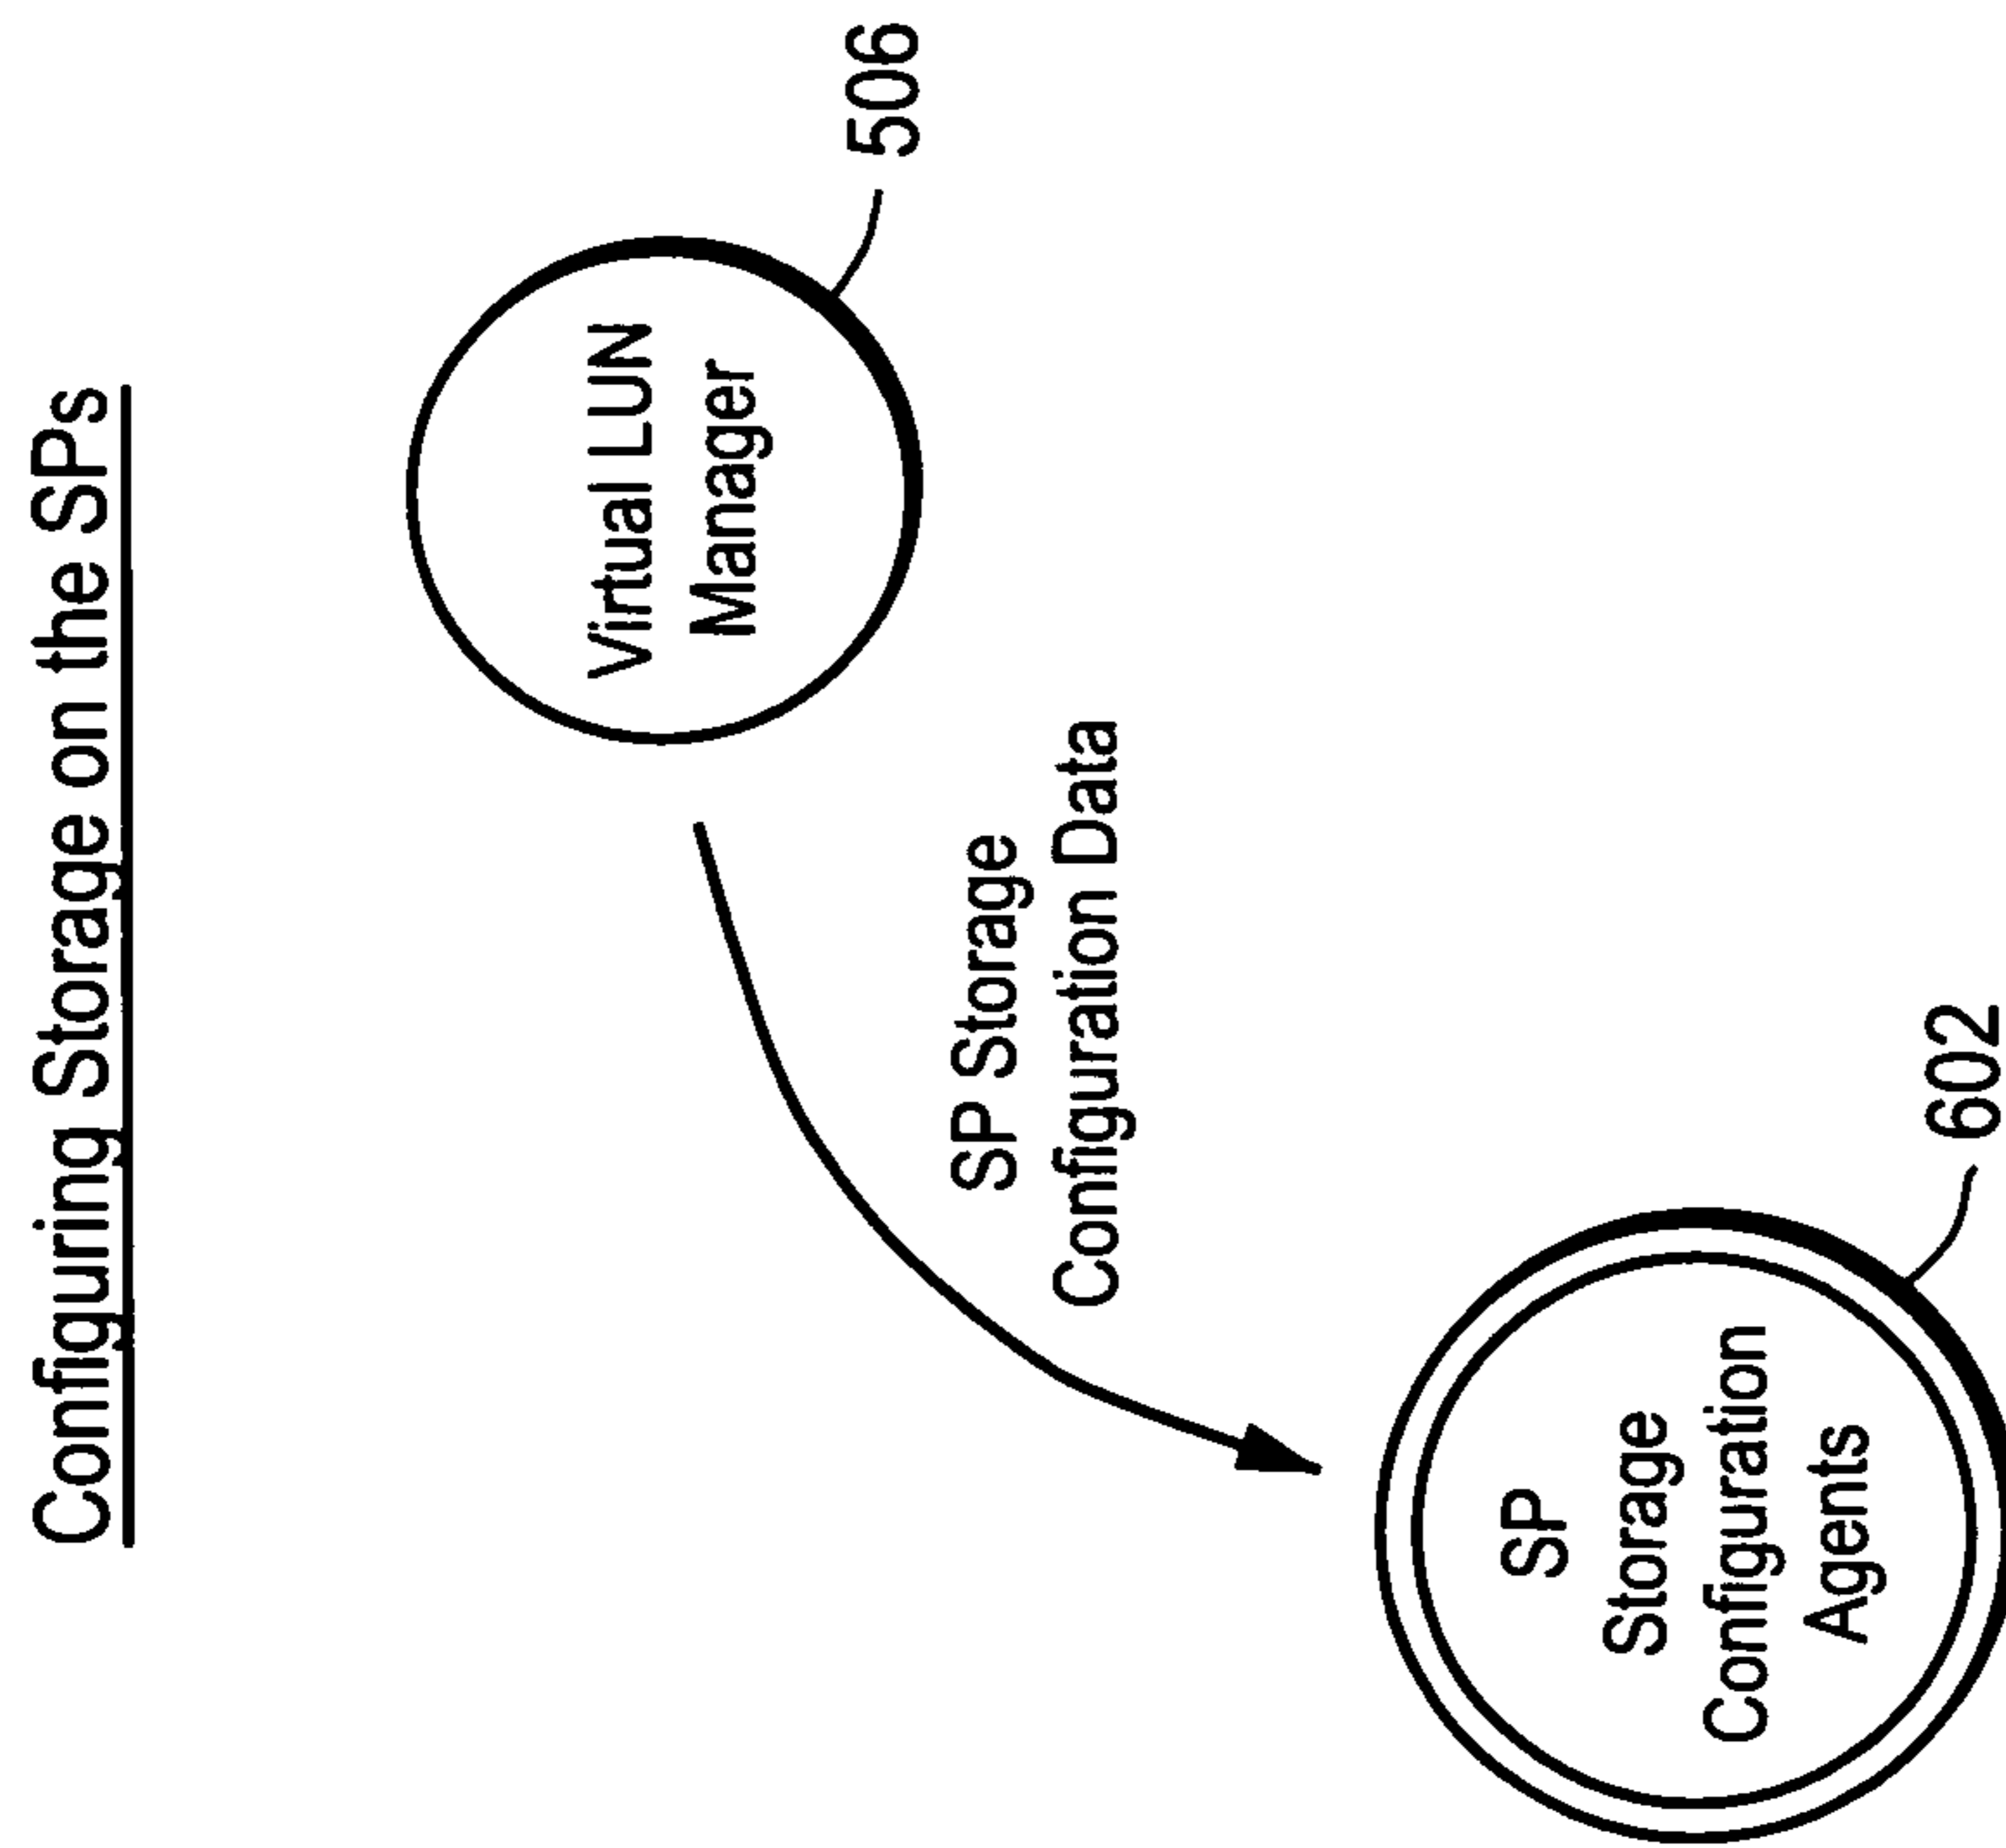 Configuring Storage on the SPs
Virtual LUN
Manager
506
SP Storage
Configuration Data
SP
Storage
Configuration
Agents
602